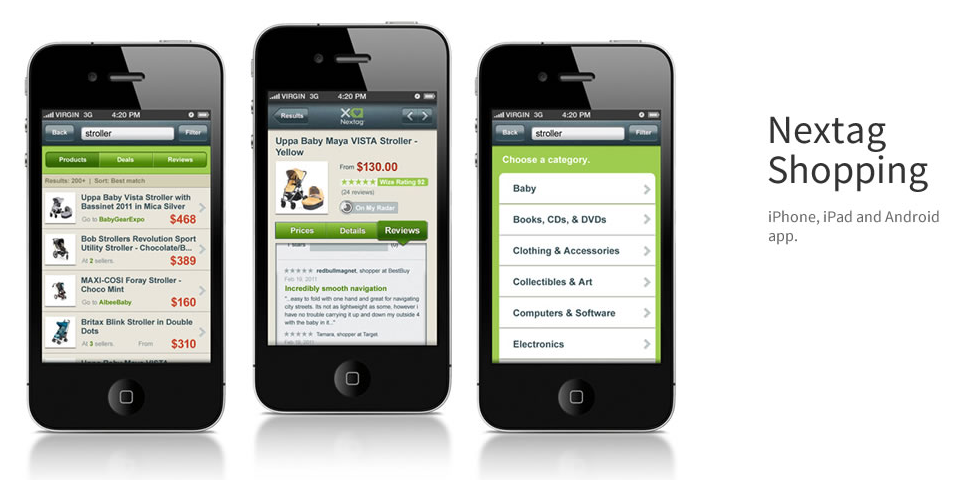 VIRGIN 3G 4:20 PM
Back stroller Filter
Products Deals Reviews
Results: 200+ | Sort: Best match
Uppa Baby Vista Stroller with
Bassinet 2011 in Mica Silver
Go to BabyGearExpo $468
Bob Strollers Revolution Sport
Utility Stroller - Chocolate/B...
At 2 sellers. $389
MAXI-COSI Foray Stroller -
Choco Mint
Go to AlbeeBaby $160
Britax Blink Stroller in Double
Dots
At 3 sellers. From $310
Uppa Baby Maya VISTA
VIRGIN 3G 4:20 PM
Results Nextag
Uppa Baby Maya VISTA Stroller -
Yellow
From $130.00
Wize Rating 92
(24 reviews)
On My Radar
Prices Details Reviews
redbullmagnet, shopper at BestBuy
Feb 19, 2011
Incredibly smooth navigation
"...easy to fold with one hand and great for navigating
city streets. Its not as lightweight as some, however i
have no trouble carrying it up and down my outside 4
with the baby in it..."
Tamara, shopper at Target
VIRGIN 3G 4:20 PM
Back stroller Filter
Choose a category.
Baby
Books, CDs, & DVDs
Clothing & Accessories
Collectibles & Art
Computers & Software
Electronics
Nextag
Shopping
iPhone, iPad and Android
app.